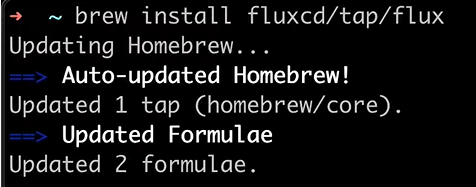 ➜  ~ brew install fluxcd/tap/flux
Updating Homebrew...
==> Auto-updated Homebrew!
Updated 1 tap (homebrew/core).
==> Updated Formulae
Updated 2 formulae.